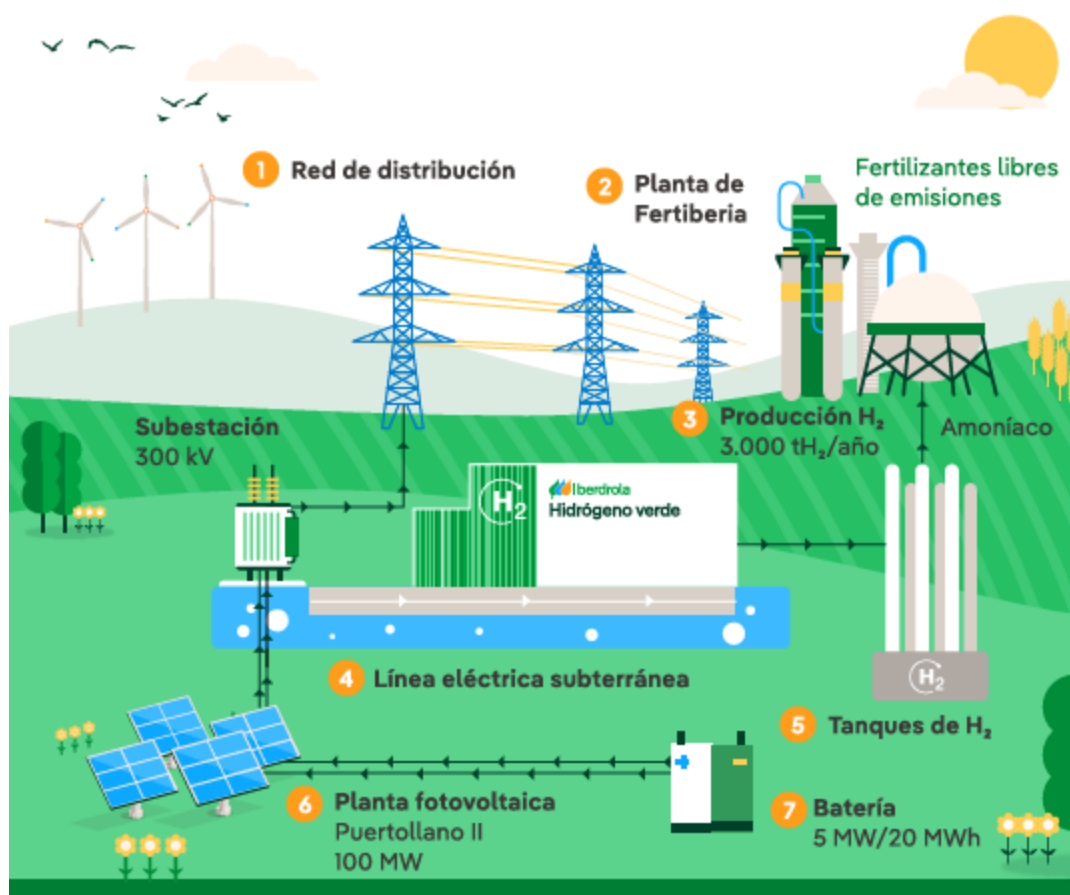 1 Red de distribución
2 Planta de
Fertiberia
Fertilizantes libres
de emisiones
3 Producción H₂
3.000 tH₂/año
Amoníaco
Subestación
300 kV
H₂
Iberdrola
Hidrógeno verde
4 Línea eléctrica subterránea
H₂
5 Tanques de H₂
6 Planta fotovoltaica
Puertollano II
100 MW
7 Batería
5 MW/20 MWh